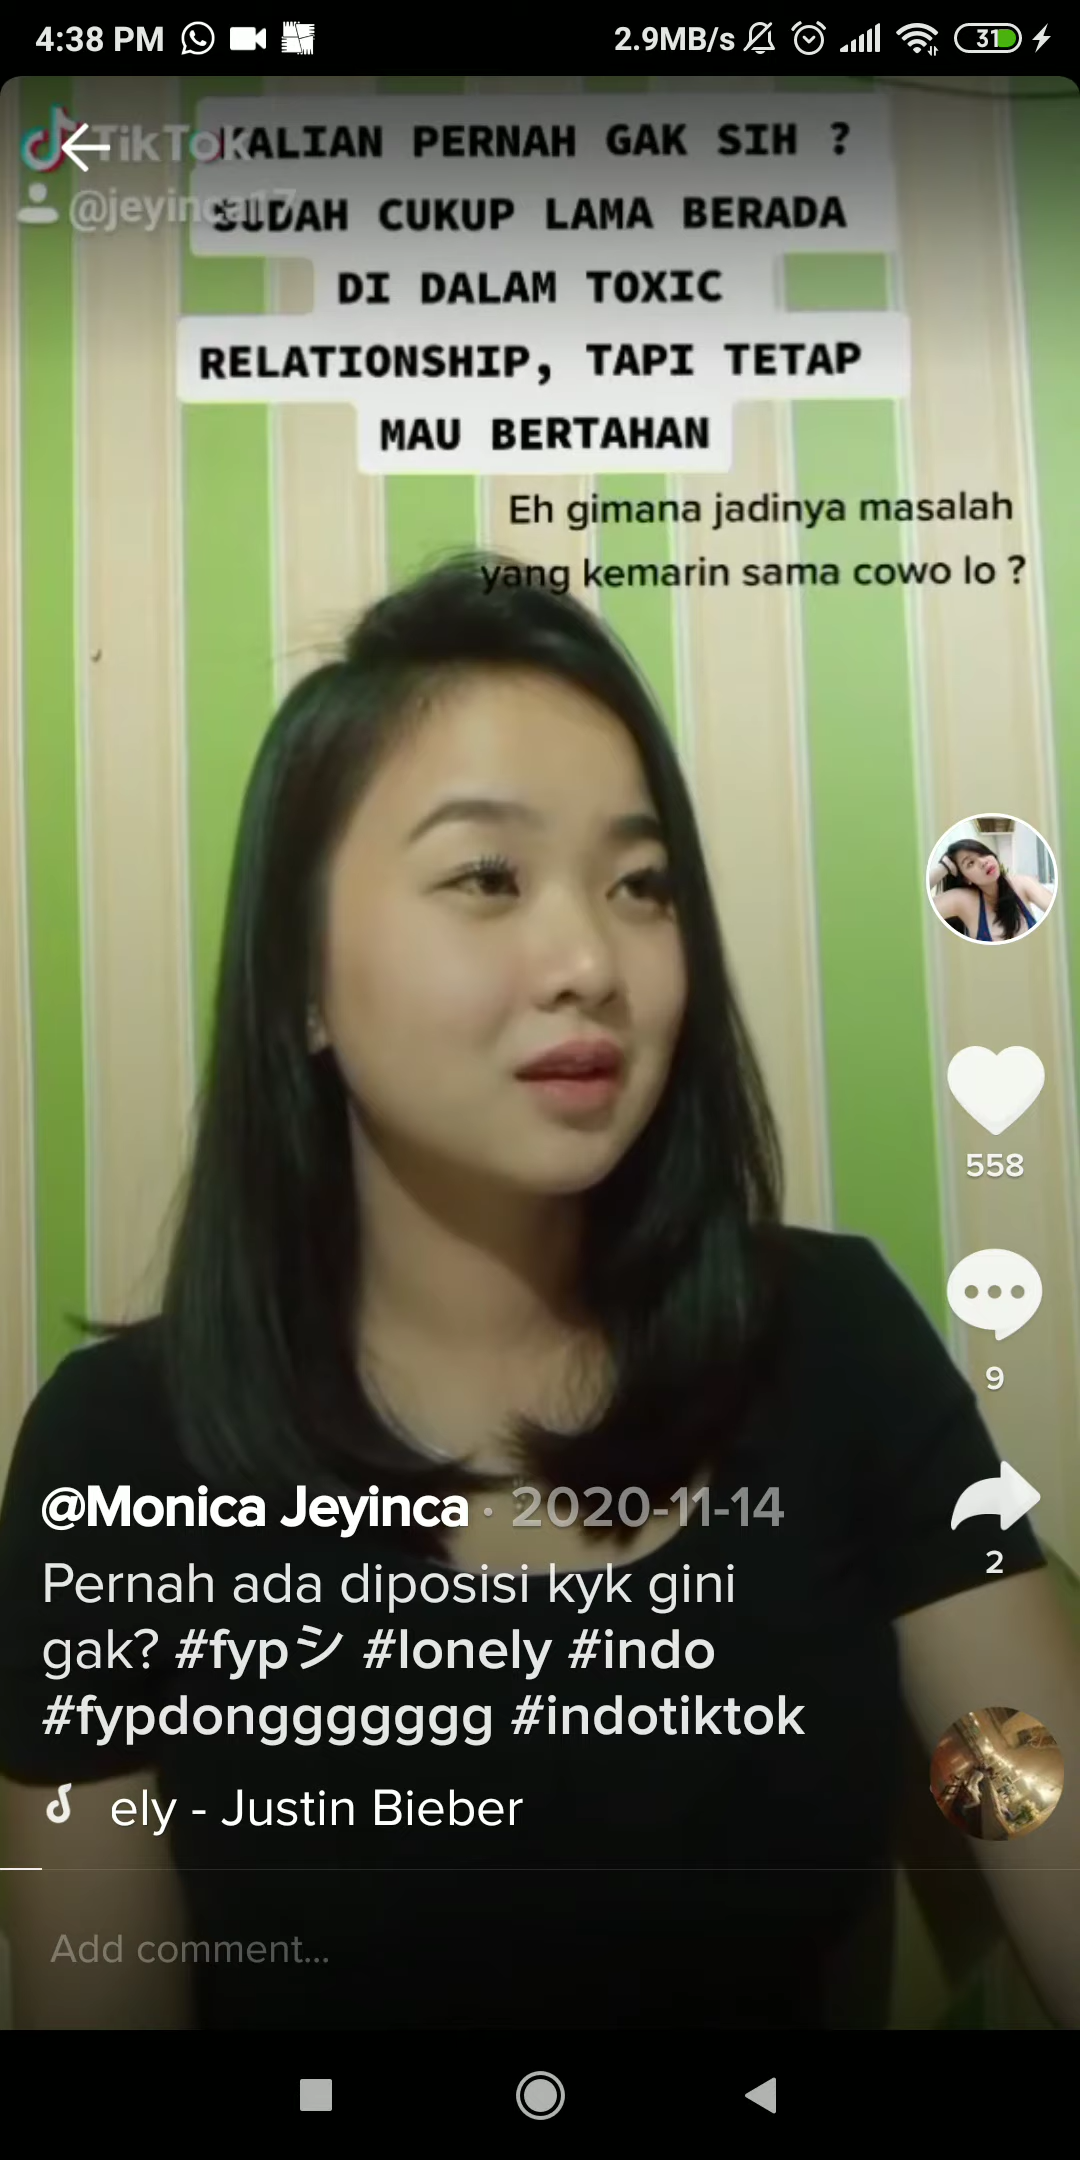 4:38 PM
2.9MB/s
31
TikTok
@jeyinca17
KALIAN PERNAH GAK SIH ?
SUDAH CUKUP LAMA BERADA
DI DALAM TOXIC
RELATIONSHIP, TAPI TETAP
MAU BERTAHAN
Eh gimana jadinya masalah
yang kemarin sama cowo lo ?
558
9
2
@Monica Jeyinca · 2020-11-14
Pernah ada diposisi kyk gini
gak? #fypシ #lonely #indo
#fypdonggggggg #indotiktok
ely - Justin Bieber
Add comment...